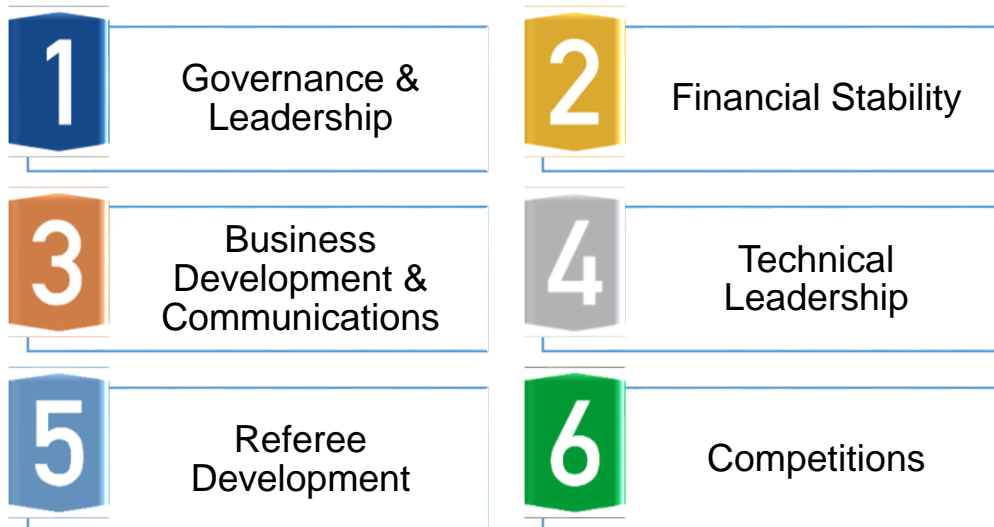 1
Governance &
Leadership
2
Financial Stability
3
Business
Development &
Communications
4
Technical
Leadership
5
Referee
Development
6
Competitions